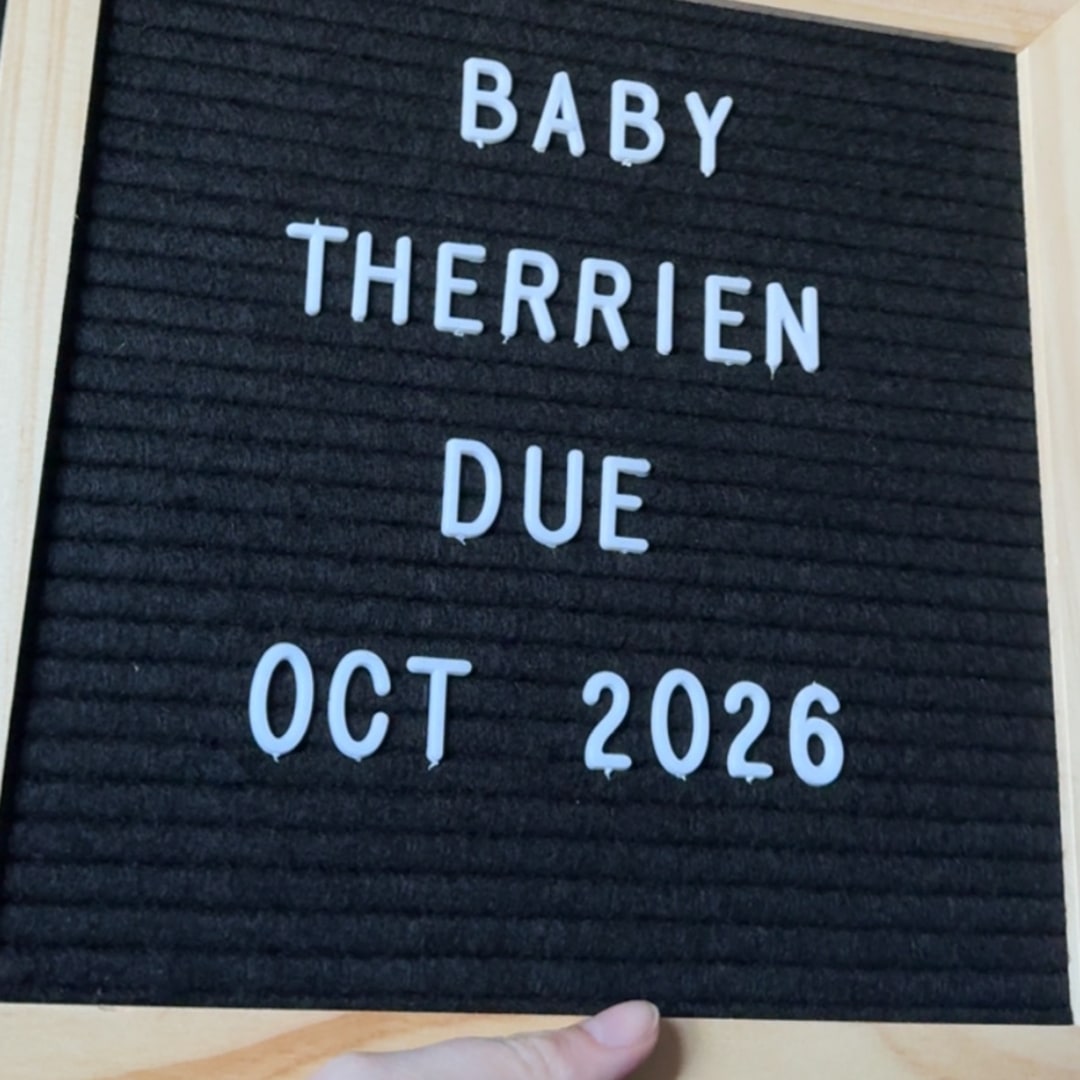 BABY
THERRIEN
DUE
OCT 2026